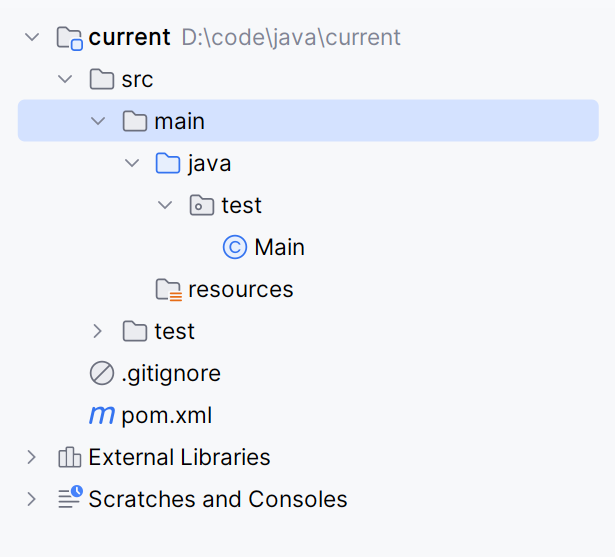 current D:\code\java\current
src
main
java
test
Main
resources
test
.gitignore
pom.xml
External Libraries
Scratches and Consoles